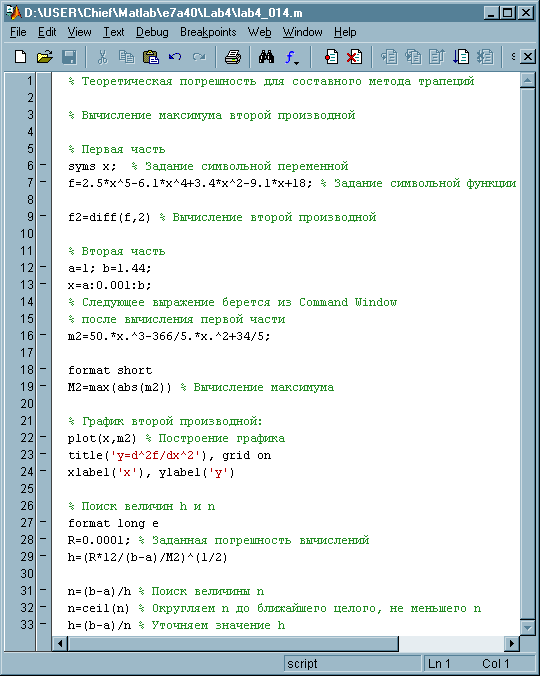 D:\USER\Chief\Matlab\e7a40\Lab4\lab4_014.m
File Edit View Text Debug Breakpoints Web Window Help
1 % Теоретическая погрешность для составного метода трапеций
2
3 % Вычисление максимума второй производной
4
5 % Первая часть
6 – syms x;  % Задание символьной переменной
7 – f=2.5*x^5-6.1*x^4+3.4*x^2-9.1*x+18; % Задание символьной функции
8
9 – f2=diff(f,2) % Вычисление второй производной
10
11 % Вторая часть
12 – a=1; b=1.44;
13 – x=a:0.001:b;
14 % Следующее выражение берется из Command Window
15 % после вычисления первой части
16 – m2=50.*x.^3-366/5.*x.^2+34/5;
17
18 – format short
19 – M2=max(abs(m2)) % Вычисление максимума
20
21 % График второй производной:
22 – plot(x,m2) % Построение графика
23 – title('y=d^2f/dx^2'), grid on
24 – xlabel('x'), ylabel('y')
25
26 % Поиск величин h и n
27 – format long e
28 – R=0.0001; % Заданная погрешность вычислений
29 – h=(R*12/(b-a)/M2)^(1/2)
30
31 – n=(b-a)/h % Поиск величины n
32 – n=ceil(n) % Округляем n до ближайшего целого, не меньшего n
33 – h=(b-a)/n % Уточняем значение h
script Ln 1 Col 1